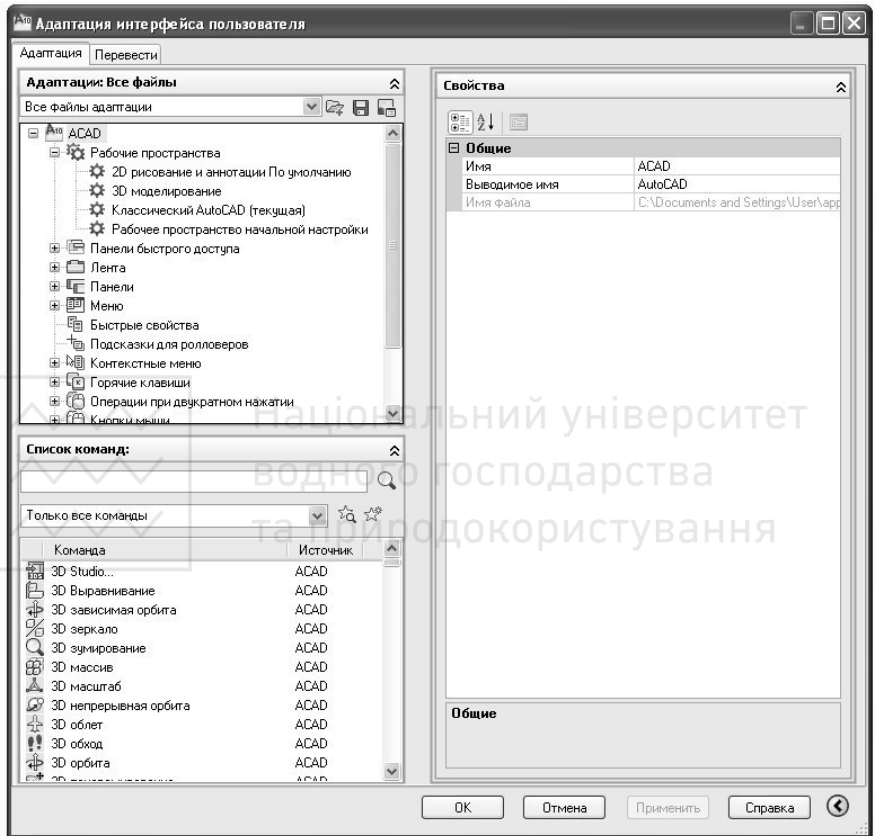 Адаптация интерфейса пользователя
Адаптация Перевести
Адаптации: Все файлы
Все файлы адаптации
ACAD
Рабочие пространства
2D рисование и аннотации По умолчанию
3D моделирование
Классический AutoCAD (текущая)
Рабочее пространство начальной настройки
Панели быстрого доступа
Лента
Панели
Меню
Быстрые свойства
Подсказки для ролловеров
Контекстные меню
Горячие клавиши
Операции при двукратном нажатии
Кнопки мыши
Список команд:
Только все команды
Команда Источник
3D Studio... ACAD
3D Выравнивание ACAD
3D зависимая орбита ACAD
3D зеркало ACAD
3D зумирование ACAD
3D массив ACAD
3D масштаб ACAD
3D непрерывная орбита ACAD
3D облет ACAD
3D обход ACAD
3D орбита ACAD
Свойства
Общие
Имя ACAD
Выводимое имя AutoCAD
Имя файла C:\Documents and Settings\User\app
Общие
OK Отмена Применить Справка
Національний університет
водного господарства
та природокористування